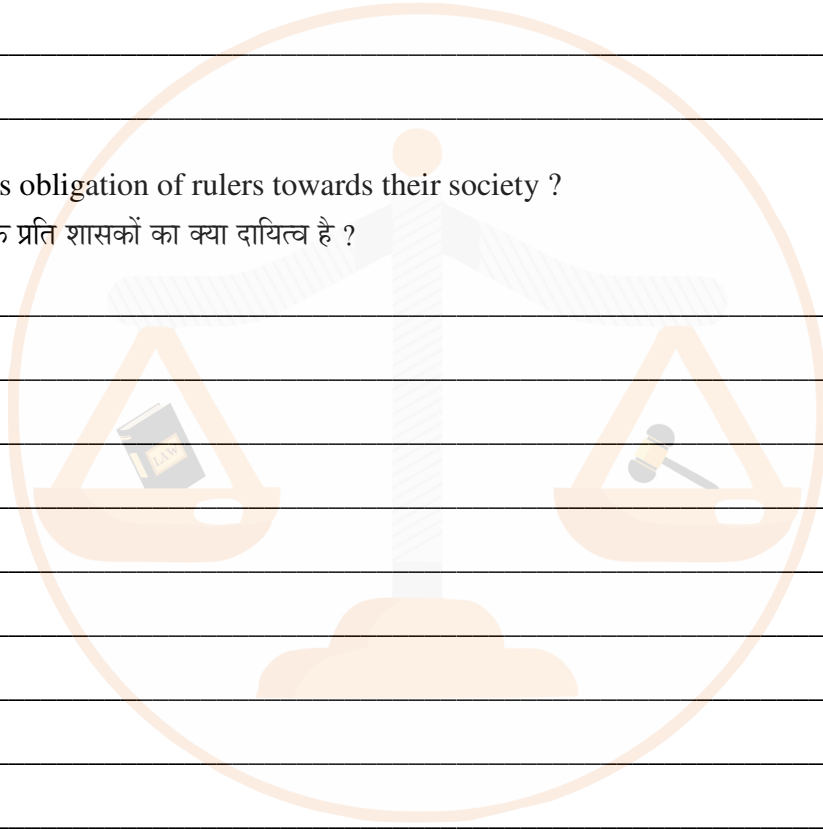 s obligation of rulers towards their society ?
के प्रति शासकों का क्या दायित्व है ?
LAW